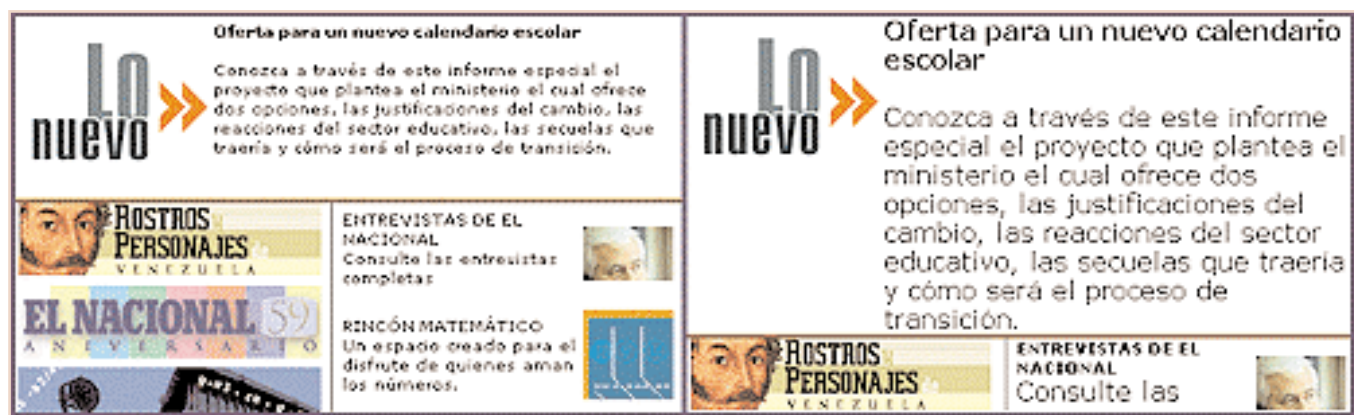 Lo
nuevo
Oferta para un nuevo calendario escolar
Conozca a través de este informe especial el
proyecto que plantea el ministerio el cual ofrece
dos opciones, las justificaciones del cambio, las
reacciones del sector educativo, las secuelas que
traería y cómo será el proceso de transición.
ROSTROS
PERSONAJES
VENEZUELA
EL NACIONAL 59
ANIVERSARIO
ENTREVISTAS DE EL
NACIONAL
Consulte las entrevistas
completas
RINCÓN MATEMÁTICO
Un espacio creado para el
disfrute de quienes aman
los números.
Lo
nuevo
Oferta para un nuevo calendario
escolar
Conozca a través de este informe
especial el proyecto que plantea el
ministerio el cual ofrece dos
opciones, las justificaciones del
cambio, las reacciones del sector
educativo, las secuelas que traería
y cómo será el proceso de
transición.
ROSTROS
PERSONAJES
VENEZUELA
ENTREVISTAS DE EL
NACIONAL
Consulte las